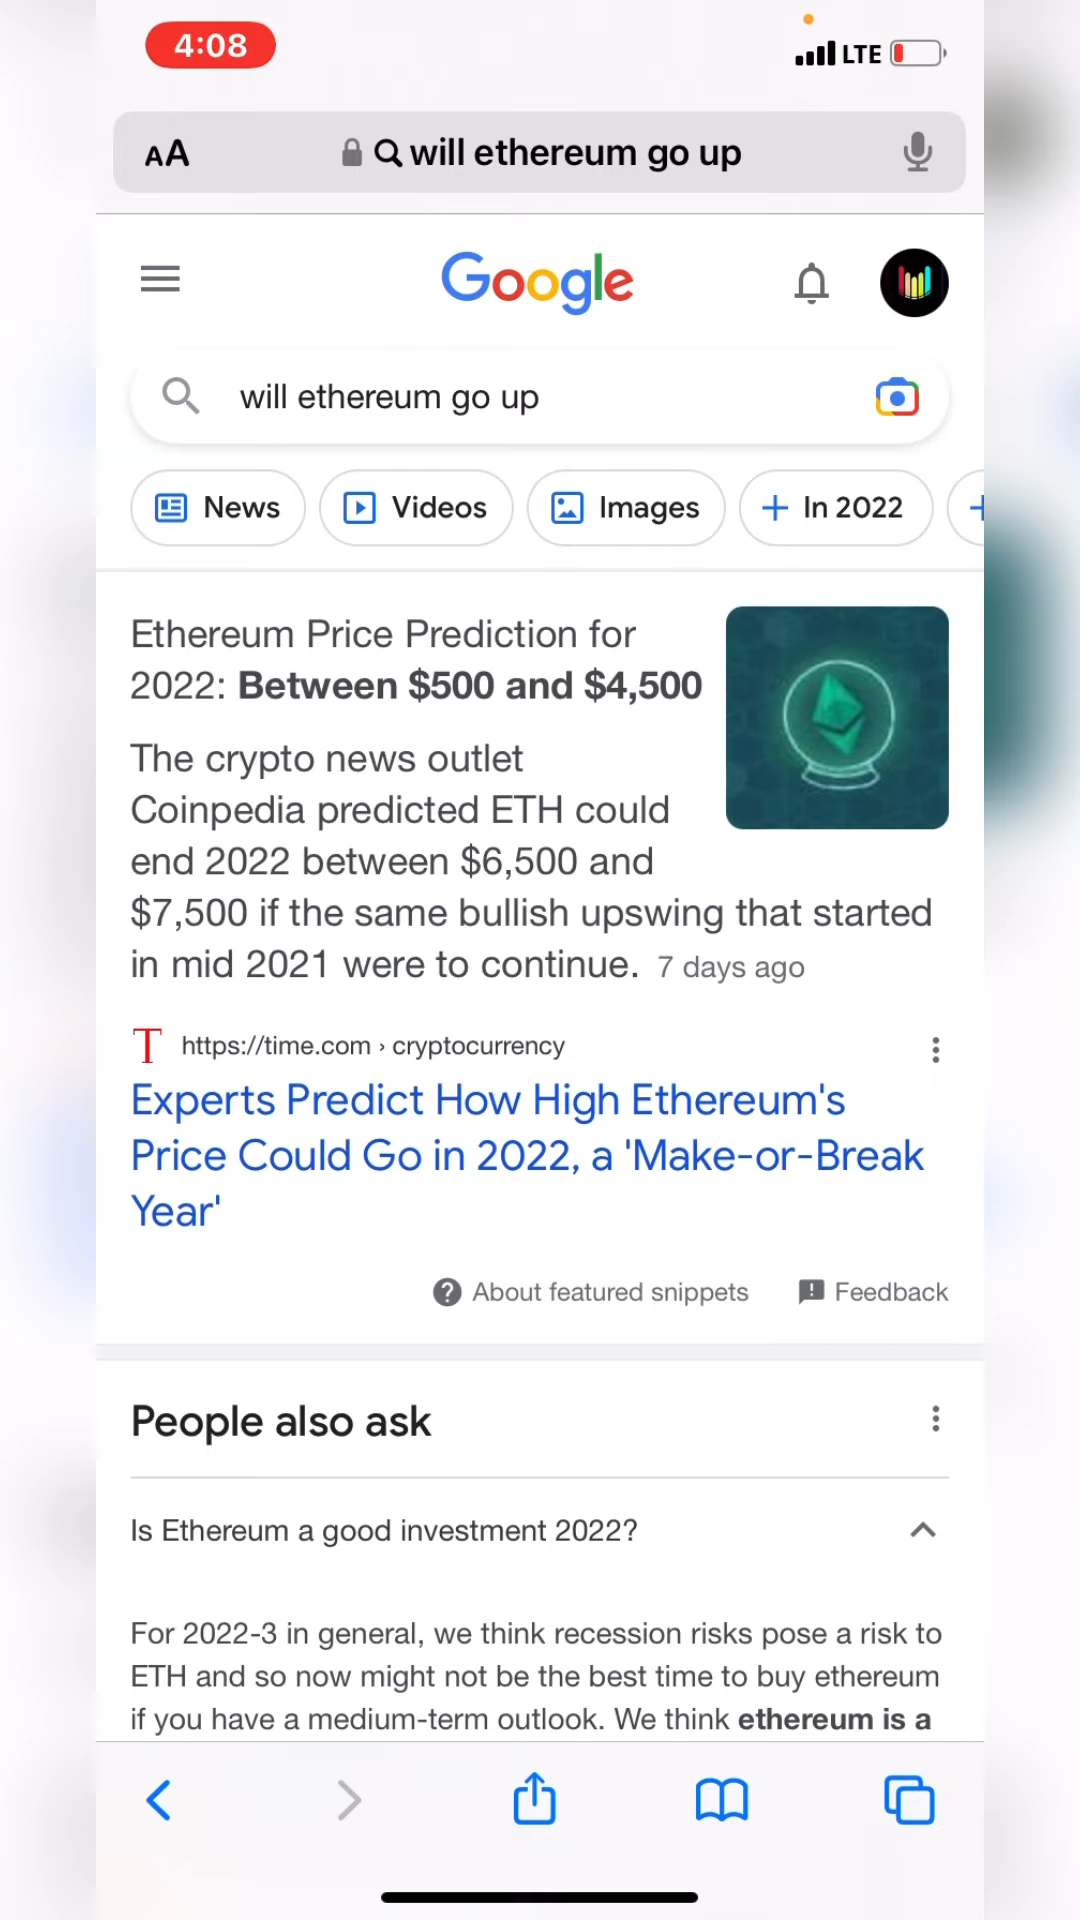 4:08
LTE
AA will ethereum go up
Google
will ethereum go up
News Videos Images + In 2022 +
Ethereum Price Prediction for
2022: Between $500 and $4,500
The crypto news outlet
Coinpedia predicted ETH could
end 2022 between $6,500 and
$7,500 if the same bullish upswing that started
in mid 2021 were to continue. 7 days ago
T https://time.com › cryptocurrency
Experts Predict How High Ethereum's
Price Could Go in 2022, a 'Make-or-Break
Year'
About featured snippets Feedback
People also ask
Is Ethereum a good investment 2022?
For 2022-3 in general, we think recession risks pose a risk to
ETH and so now might not be the best time to buy ethereum
if you have a medium-term outlook. We think ethereum is a